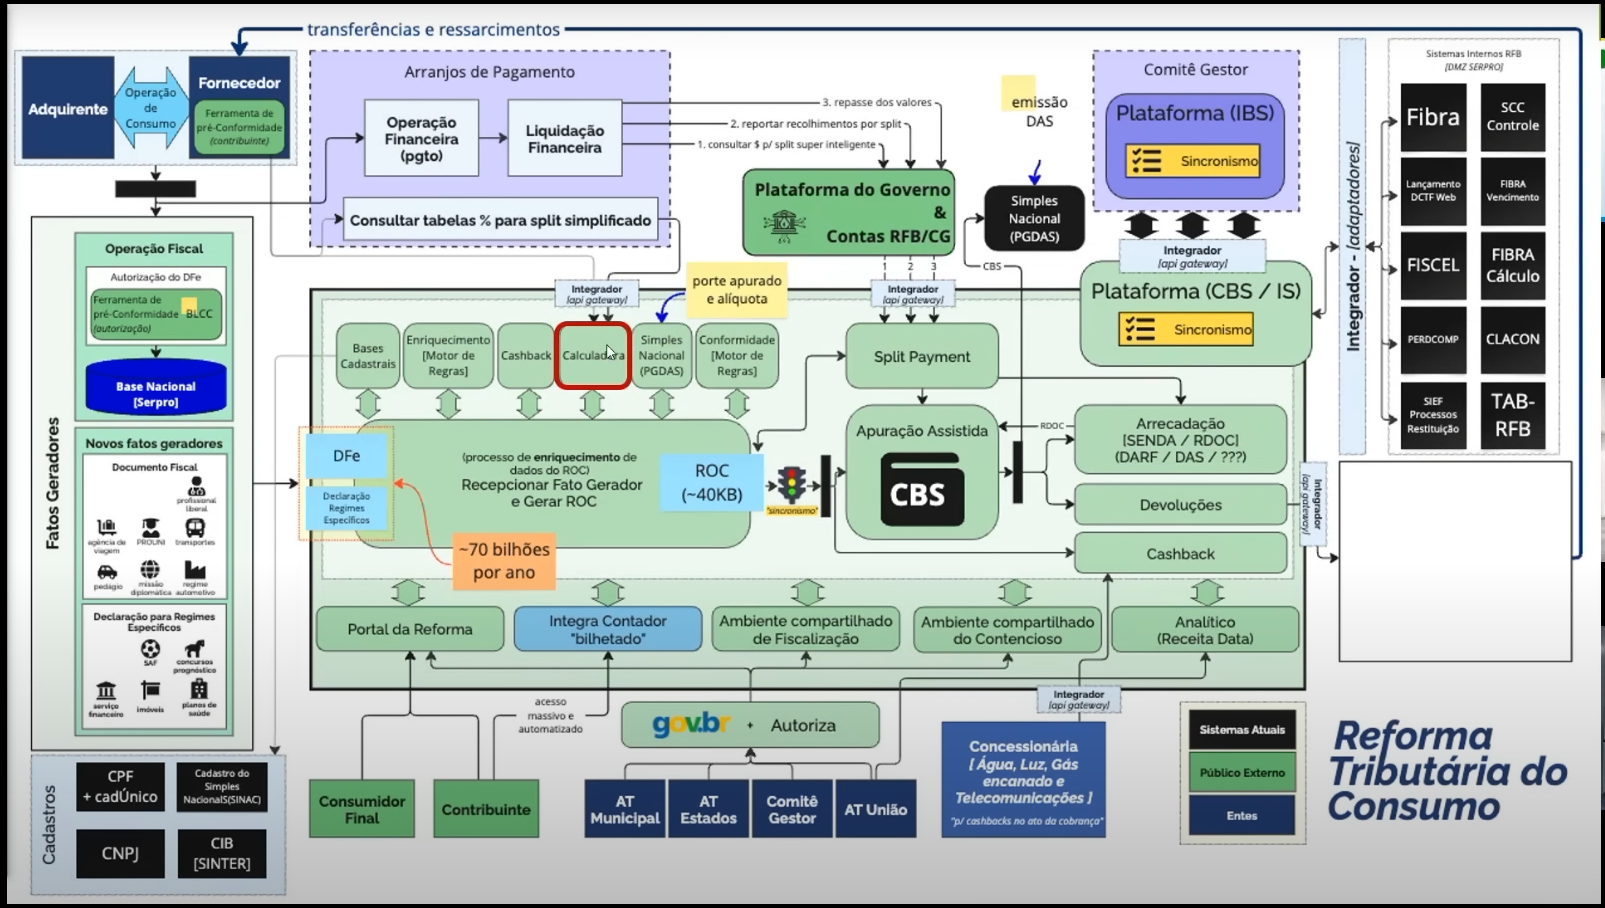 transferências e ressarcimentos
Adquirente
Operação
de
Consumo
Fornecedor
Ferramenta de
pré-Conformidade
(contribuinte)
Arranjos de Pagamento
Operação
Financeira
(pgto)
Liquidação
Financeira
3. repasse dos valores
2. reportar recolhimentos por split
1. consultar $ p/ split super inteligente
Consultar tabelas % para split simplificado
Plataforma do Governo
&
Contas RFB/CG
1 2 3
emissão
DAS
Simples
Nacional
(PGDAS)
CBS
Comitê Gestor
Plataforma (IBS)
Sincronismo
Integrador
[api gateway]
Plataforma (CBS / IS)
Sincronismo
Integrador - [adaptadores]
Sistemas Internos RFB
[DMZ SERPRO]
Fibra
SCC
Controle
Lançamento
DCTF Web
FIBRA
Vencimento
FISCEL
FIBRA
Cálculo
PERDCOMP
CLACON
SIEF
Processos
Restituição
TAB-
RFB
Fatos Geradores
Operação Fiscal
Autorização do DFe
Ferramenta de
pré-Conformidade
(autorização)
BLCC
Base Nacional
[Serpro]
Novos fatos geradores
Documento Fiscal
profissional
liberal
agência de
viagem
PROUNI
transportes
pedágio
missão
diplomática
regime
automotivo
Declaração para Regimes
Específicos
SAF
concursos
prognóstico
serviço
financeiro
imóveis
planos de
saúde
Integrador
[api gateway]
porte apurado
e alíquota
Integrador
[api gateway]
Bases
Cadastrais
Enriquecimento
[Motor de
Regras]
Cashback
Calculadora
Simples
Nacional
(PGDAS)
Conformidade
[Motor de
Regras]
Split Payment
DFe
Declaração
Regimes
Específicos
(processo de enriquecimento de
dados do ROC)
Recepcionar Fato Gerador
e Gerar ROC
ROC
(~40KB)
"sincronismo"
Apuração Assistida
CBS
RDOC
Arrecadação
[SENDA / RDOC]
(DARF / DAS / ???)
Devoluções
Cashback
Integrador
[api gateway]
~70 bilhões
por ano
Portal da Reforma
Integra Contador
"bilhetado"
Ambiente compartilhado
de Fiscalização
Ambiente compartilhado
do Contencioso
Analítico
(Receita Data)
Integrador
[api gateway]
acesso
massivo e
automatizado
gov.br + Autoriza
Cadastros
CPF
+ cadÚnico
Cadastro do
Simples
NacionalS(SINAC)
CNPJ
CIB
[SINTER]
Consumidor
Final
Contribuinte
AT
Municipal
AT
Estados
Comitê
Gestor
AT União
Concessionária
[ Água, Luz, Gás
encanado e
Telecomunicações ]
"p/ cashbacks no ato da cobrança"
Sistemas Atuais
Público Externo
Entes
Reforma
Tributária do
Consumo